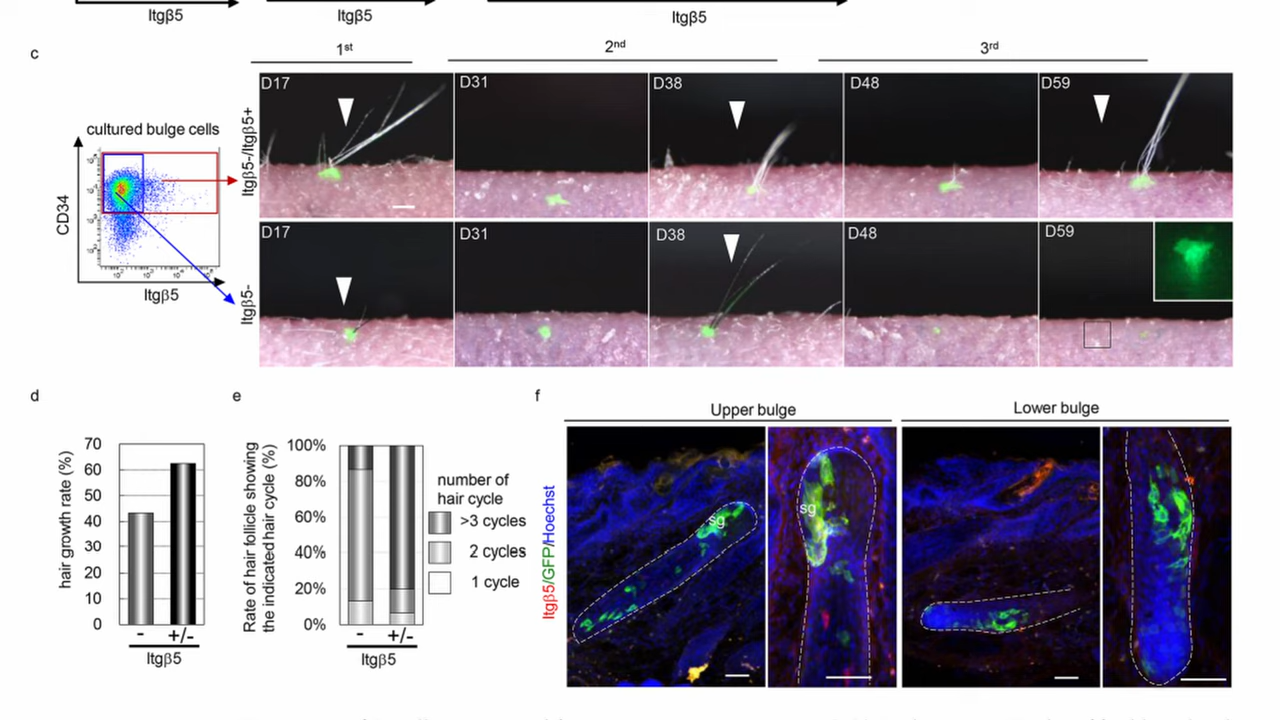 Itgβ5
Itgβ5
Itgβ5
c
1st
2nd
3rd
cultured bulge cells
CD34
Itgβ5
Itgβ5-/Itgβ5+
Itgβ5-
D17
D31
D38
D48
D59
D17
D31
D38
D48
D59
d
hair growth rate (%)
70
60
50
40
30
20
10
0
- +/-
Itgβ5
e
Rate of hair follicle showing
the indicated hair cycle (%)
100%
80%
60%
40%
20%
0%
- +/-
Itgβ5
number of
hair cycle
>3 cycles
2 cycles
1 cycle
f
Upper bulge
Lower bulge
Itgβ5/GFP/Hoechst
sg
sg